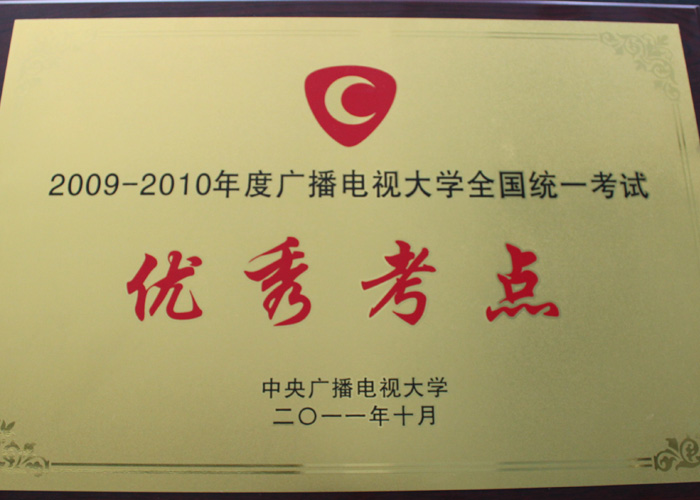 2009-2010年度广播电视大学全国统一考试
优秀考点
中央广播电视大学
二〇一一年十月